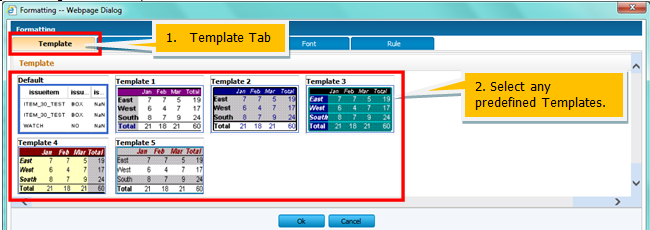 Formatting -- Webpage Dialog
Formatting
Template
1. Template Tab
Font
Rule
Template
Default
issueitem issu... is...
ITEM_30_TEST BOX NaN
ITEM_30_TEST BOX NaN
WATCH NO NaN
Template 1
Jan Feb Mar Total
East 7 7 5 19
West 6 4 7 17
South 8 7 9 24
Total 21 18 21 60
Template 2
Jan Feb Mar Total
East 7 7 5 19
West 6 4 7 17
South 8 7 9 24
Total 21 18 21 60
Template 3
Jan Feb Mar Total
East 7 7 5 19
West 6 4 7 17
South 8 7 9 24
Total 21 18 21 60
2. Select any
predefined Templates.
Template 4
Jan Feb Mar Total
East 7 7 5 19
West 6 4 7 17
South 8 7 9 24
Total 21 18 21 60
Template 5
Jan Feb Mar Total
East 7 7 5 19
West 6 4 7 17
South 8 7 9 24
Total 21 18 21 60
Ok
Cancel